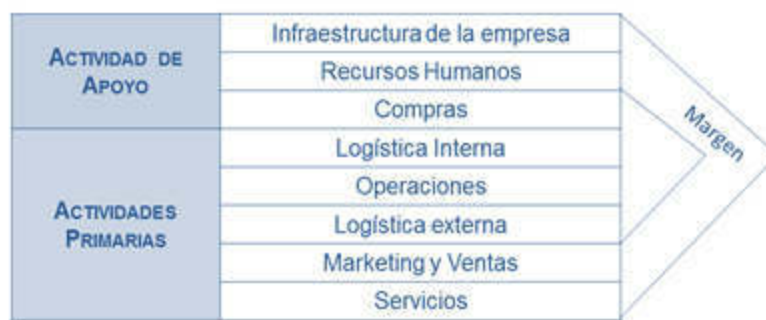 ACTIVIDAD DE
APOYO
Infraestructura de la empresa
Recursos Humanos
Compras
ACTIVIDADES
PRIMARIAS
Logística Interna
Operaciones
Logística externa
Marketing y Ventas
Servicios
Margen